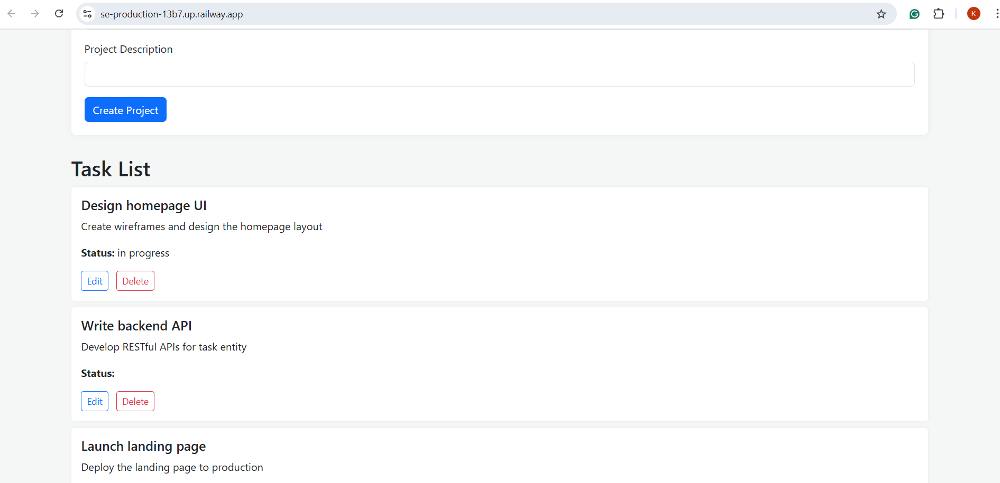 se-production-13b7.up.railway.app
K
Project Description
Create Project
Task List
Design homepage UI
Create wireframes and design the homepage layout
Status: in progress
Edit Delete
Write backend API
Develop RESTful APIs for task entity
Status:
Edit Delete
Launch landing page
Deploy the landing page to production